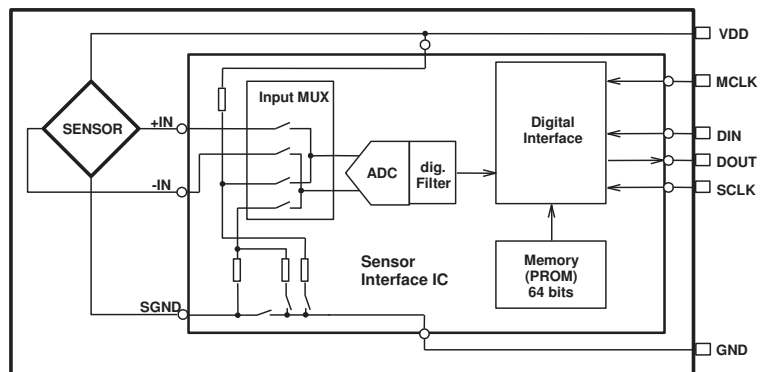 VDD
MCLK
Input MUX
+IN
SENSOR
Digital
Interface
DIN
DOUT
ADC
dig.
Filter
-IN
SCLK
Sensor
Interface IC
Memory
(PROM)
64 bits
SGND
GND